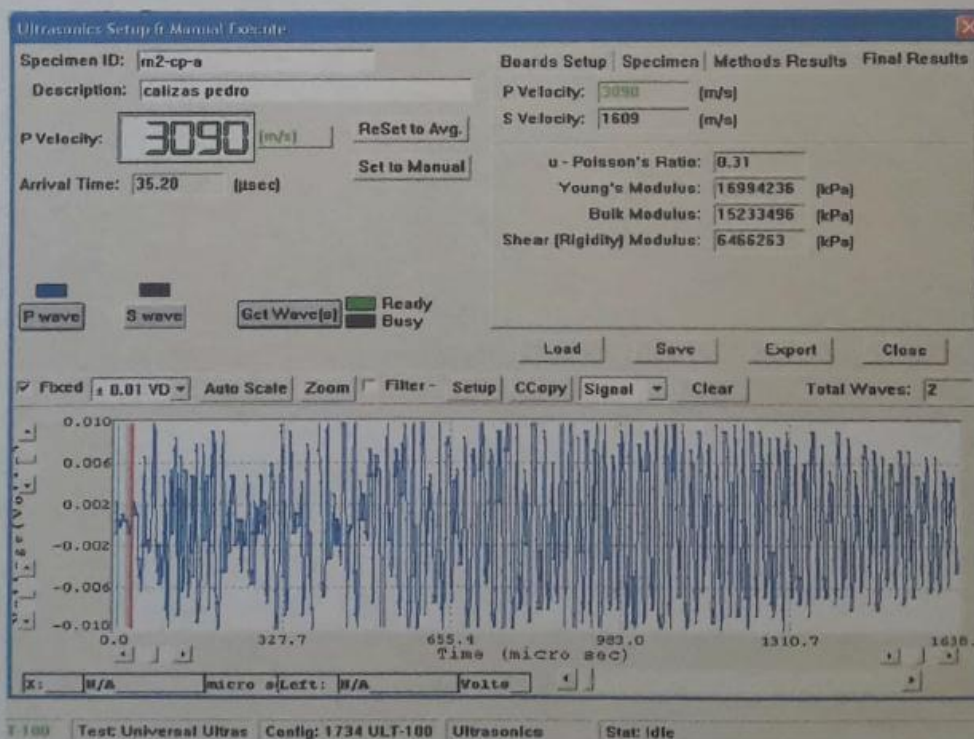 Ultrasonics Setup & Manual Execute
Specimen ID: m2-cp-a
Description: calizas pedro
P Velocity: 3090 (m/s)
ReSet to Avg.
Set to Manual
Arrival Time: 35.20 (µsec)
P wave
S wave
Get Wave(s)
Ready
Busy
Boards Setup Specimen Methods Results Final Results
P Velocity: 3090 (m/s)
S Velocity: 1609 (m/s)
u - Poisson's Ratio: 0.31
Young's Modulus: 16994236 (kPa)
Bulk Modulus: 15233496 (kPa)
Shear (Rigidity) Modulus: 6466263 (kPa)
Load Save Export Close
Fixed ± 0.01 VD Auto Scale Zoom Filter - Setup CCopy Signal Clear Total Waves: 2
0.010
0.006
0.002
-0.002
-0.006
-0.010
0.0 327.7 655.4 983.0 1310.7 1638.
Time (micro sec)
X: N/A micro s Left: N/A Volts
T-100 Test: Universal Ultras Config: 1734 ULT-100 Ultrasonics Stat: Idle